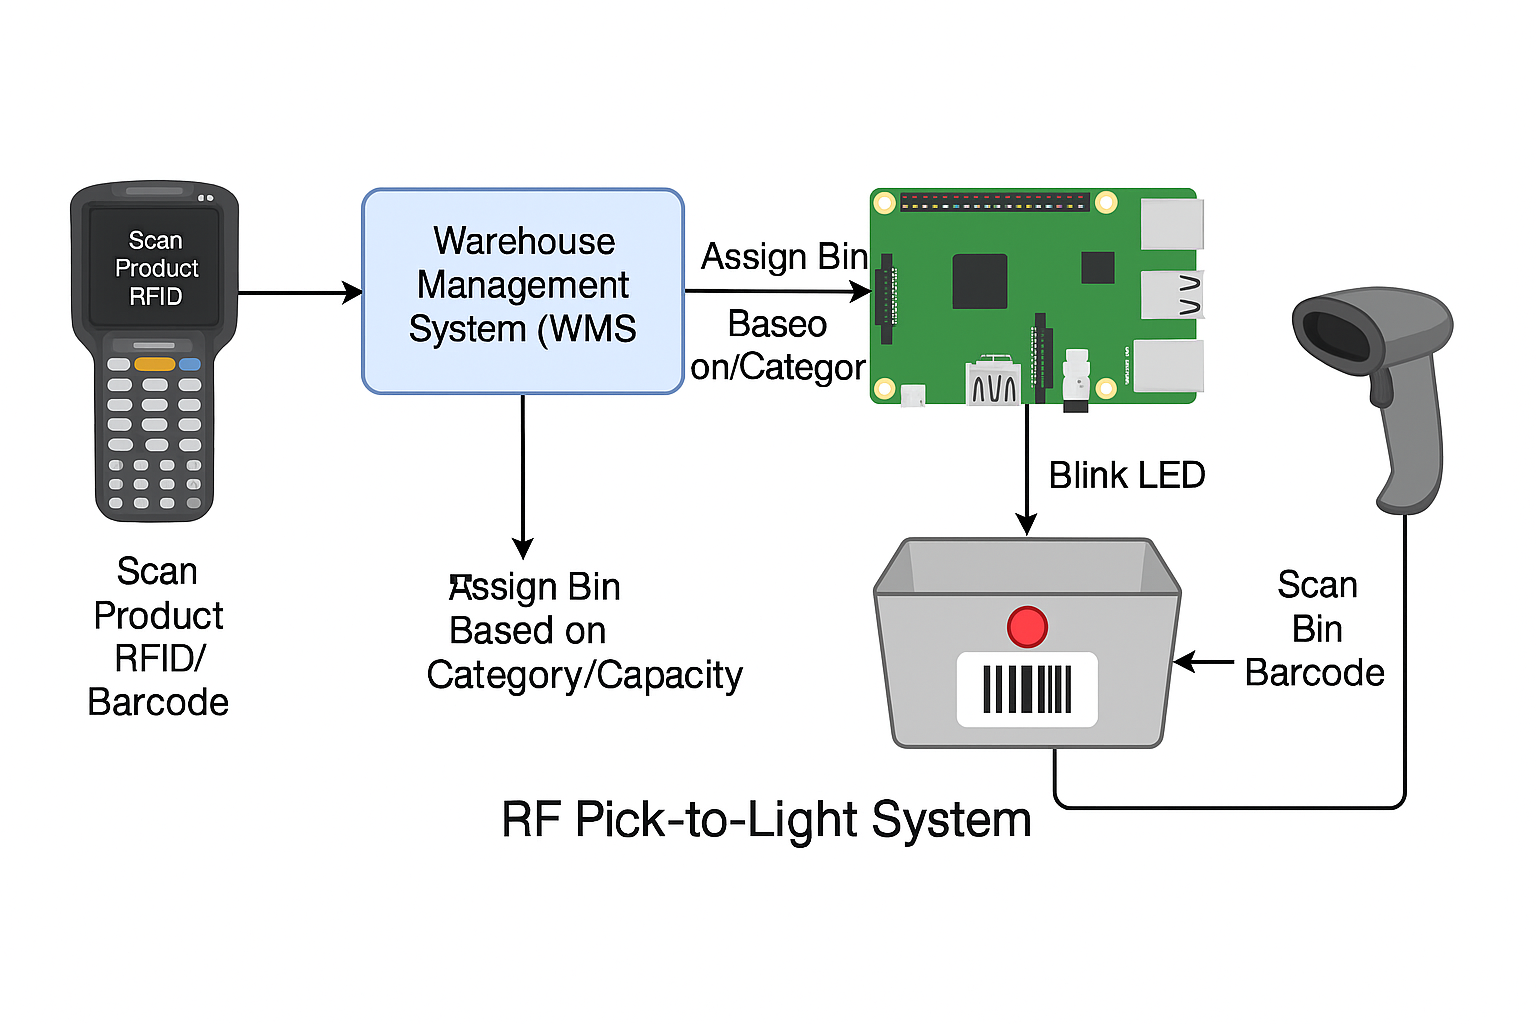 Scan
Product
RFID
Scan
Product
RFID/
Barcode
Warehouse
Management
System (WMS
Assign Bin
Baseo
on/Categor
Assign Bin
Based on
Category/Capacity
Blink LED
Scan
Bin
Barcode
RF Pick-to-Light System